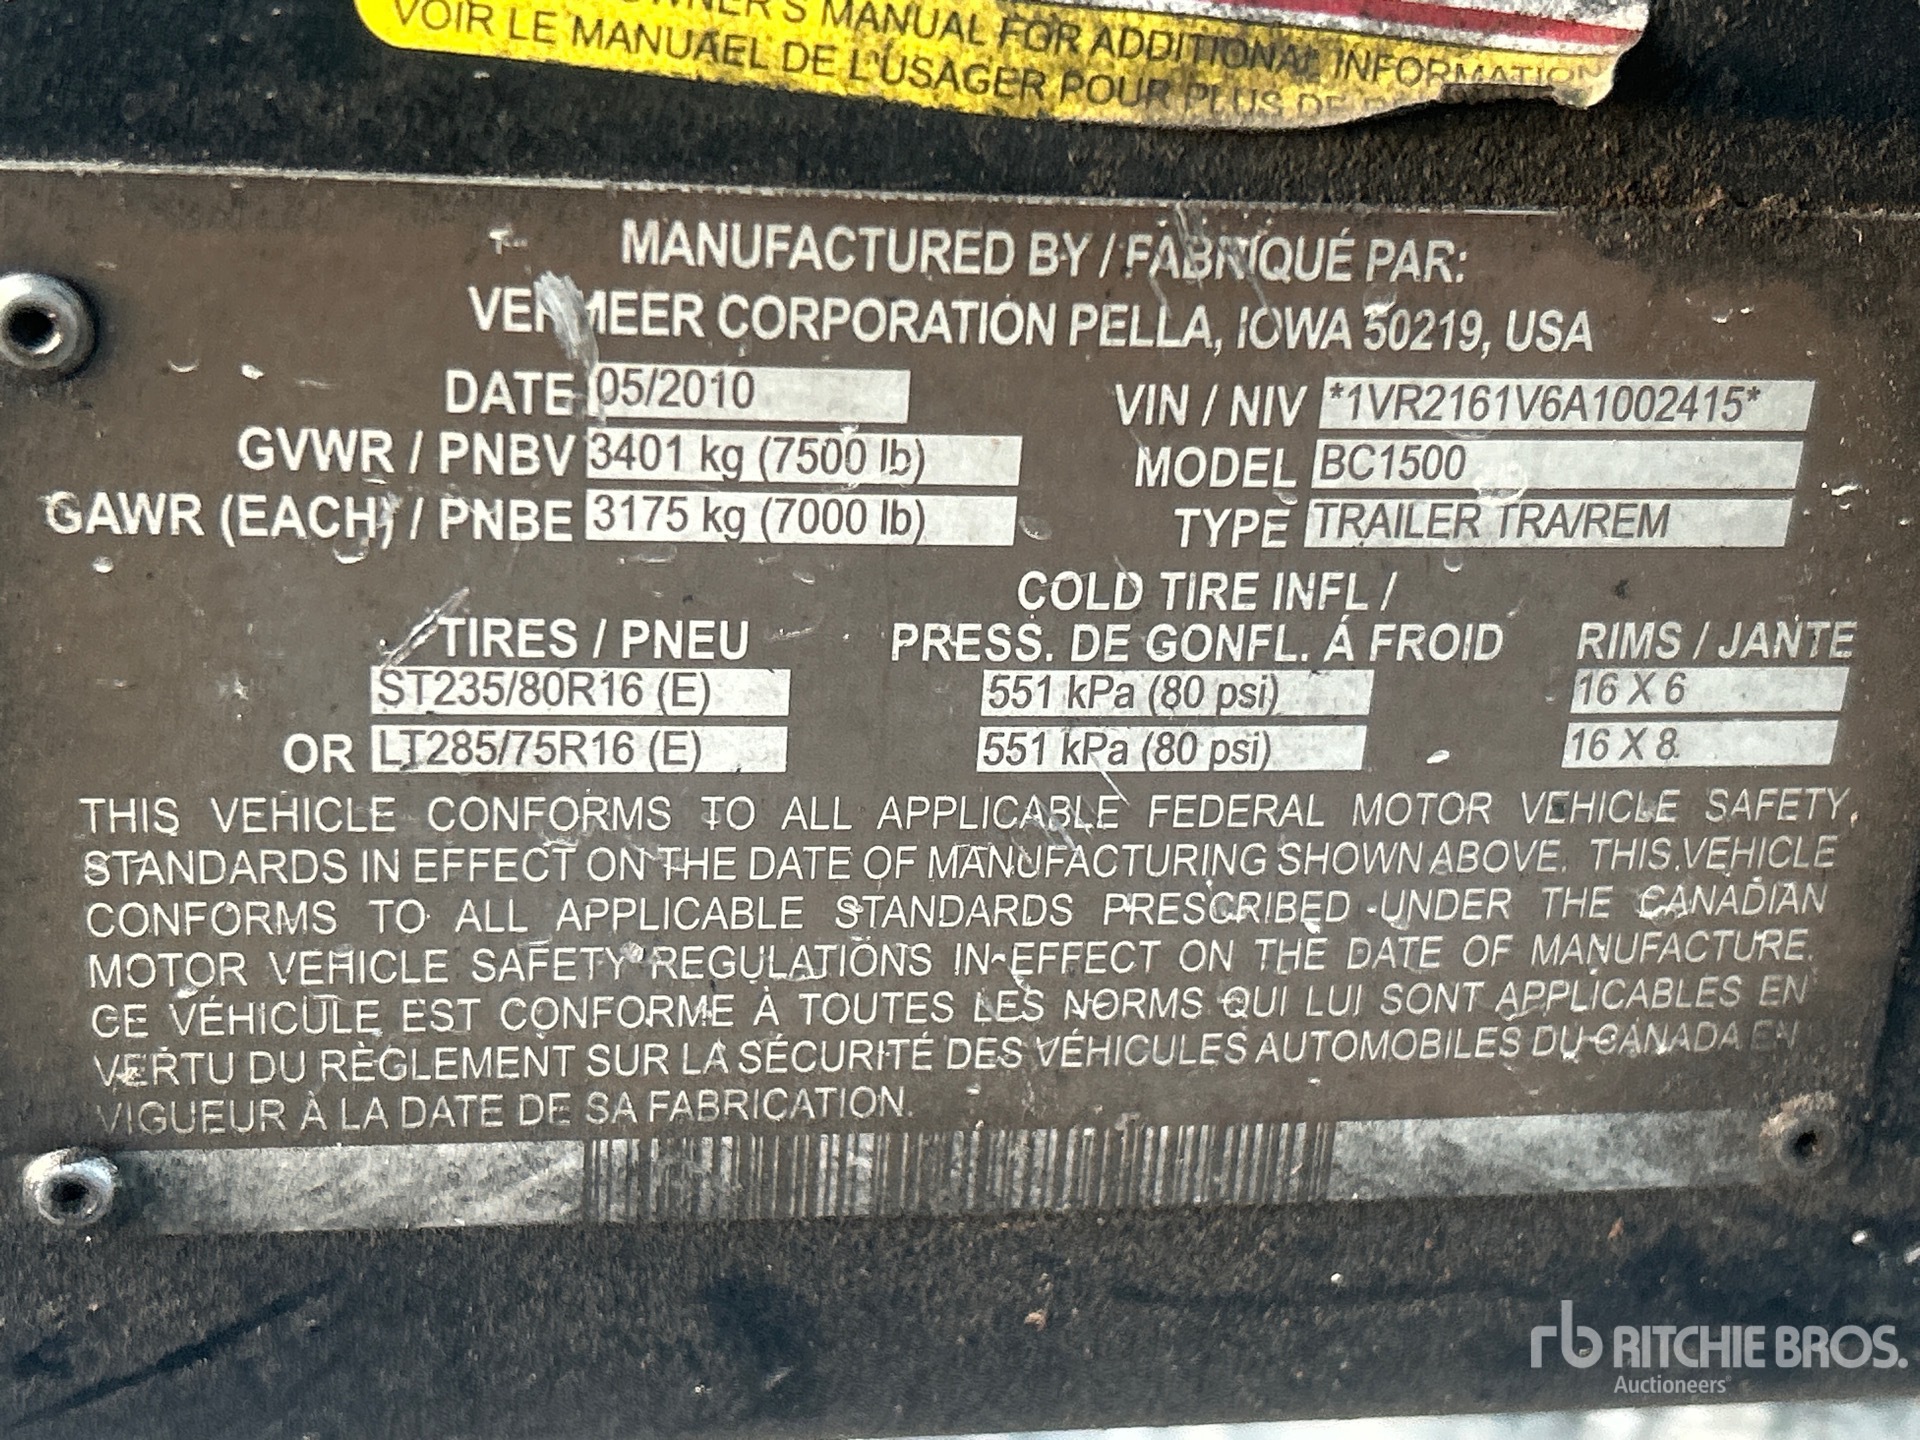 OWNER'S MANUAL FOR ADDITIONAL INFORMATION
VOIR LE MANUAEL DE L'USAGER POUR PLUS DE
MANUFACTURED BY / FABRIQUÉ PAR:
VERMEER CORPORATION PELLA, IOWA 50219, USA
DATE 05/2010
VIN / NIV *1VR2161V6A1002415*
GVWR / PNBV 3401 kg (7500 lb)
MODEL BC1500
GAWR (EACH) / PNBE 3175 kg (7000 lb)
TYPE TRAILER TRA/REM
COLD TIRE INFL /
TIRES / PNEU PRESS. DE GONFL. Á FROID RIMS / JANTE
ST235/80R16 (E) 551 kPa (80 psi) 16 X 6
OR LT285/75R16 (E) 551 kPa (80 psi) 16 X 8
THIS VEHICLE CONFORMS TO ALL APPLICABLE FEDERAL MOTOR VEHICLE SAFETY
STANDARDS IN EFFECT ON THE DATE OF MANUFACTURING SHOWN ABOVE. THIS VEHICLE
CONFORMS TO ALL APPLICABLE STANDARDS PRESCRIBED UNDER THE CANADIAN
MOTOR VEHICLE SAFETY REGULATIONS IN EFFECT ON THE DATE OF MANUFACTURE.
CE VÉHICULE EST CONFORME À TOUTES LES NORMS QUI LUI SONT APPLICABLES EN
VERTU DU RÈGLEMENT SUR LA SÉCURITÉ DES VÉHICULES AUTOMOBILES DU CANADA EN
VIGUEUR À LA DATE DE SA FABRICATION.
rb RITCHIE BROS.
Auctioneers